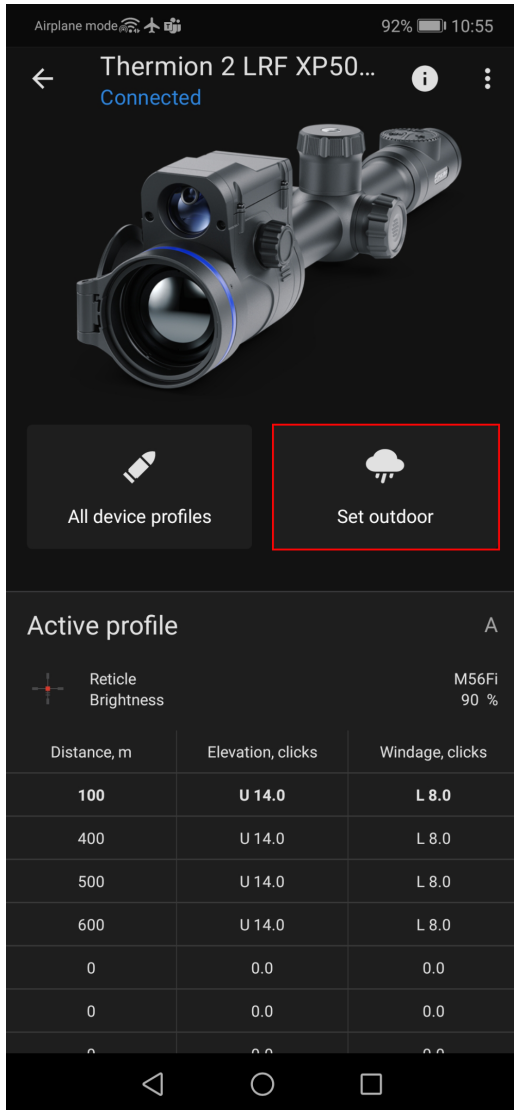 Airplane mode 92% 10:55
Thermion 2 LRF XP50...
Connected
All device profiles
Set outdoor
Active profile A
Reticle M56Fi
Brightness 90 %
Distance, m Elevation, clicks Windage, clicks
100 U 14.0 L 8.0
400 U 14.0 L 8.0
500 U 14.0 L 8.0
600 U 14.0 L 8.0
0 0.0 0.0
0 0.0 0.0